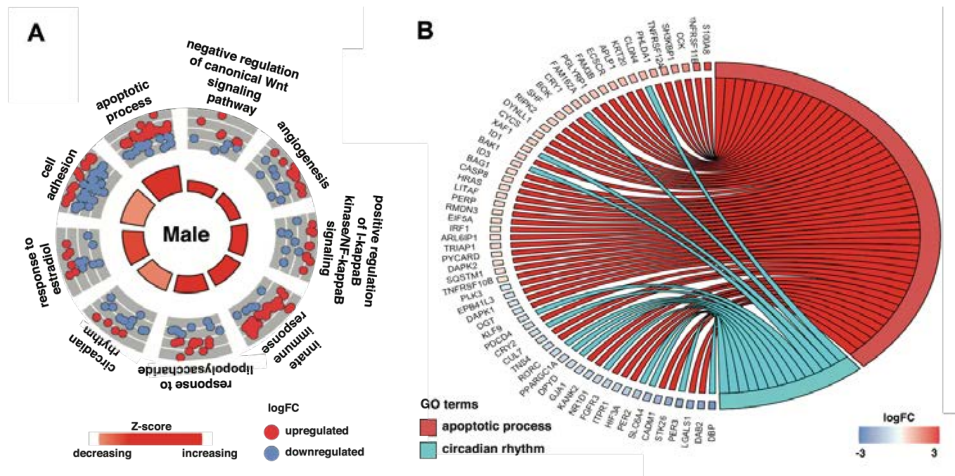 A
negative regulation
of canonical Wnt
signaling
pathway
apoptotic
process
angiogenesis
cell
adhesion
positive regulation
of I-kappaB
kinase/NF-kappaB
signaling
Male
response to
estradiol
circadian
rhythm
response to
lipopolysaccharide
innate
immune
response
Z-score
decreasing
increasing
logFC
upregulated
downregulated
B
S100A8
TNFRSF11B
CCK
SH3KBP1
TNFRSF12A
PHLDA1
CLDN4
KRT20
APLP1
ECSCR
FAM3B
PGLYRP1
FAM162A
CRY1
BOK
SHF
RIPK2
DYNLL1
CYCS
XAF1
ID1
BAK1
ID3
BAG1
CASP8
HRAS
LITAF
PERP
RMDN3
EIF5A
IRF1
ARL6IP1
TRIAP1
PYCARD
DAPK2
SQSTM1
TNFRSF10B
PLK3
EPB41L3
DAPK1
OGT
KLF9
PDCD4
CRY2
CUL7
TNS4
RORC
PPARGC1A
DPYD
GJA1
KANK2
NR1D1
FGFR3
ITPR1
HIF3A
PER2
SLC6A4
CADM1
STK26
PER3
LGALS1
DAB2
DBP
GO terms
apoptotic process
circadian rhythm
logFC
-3
3